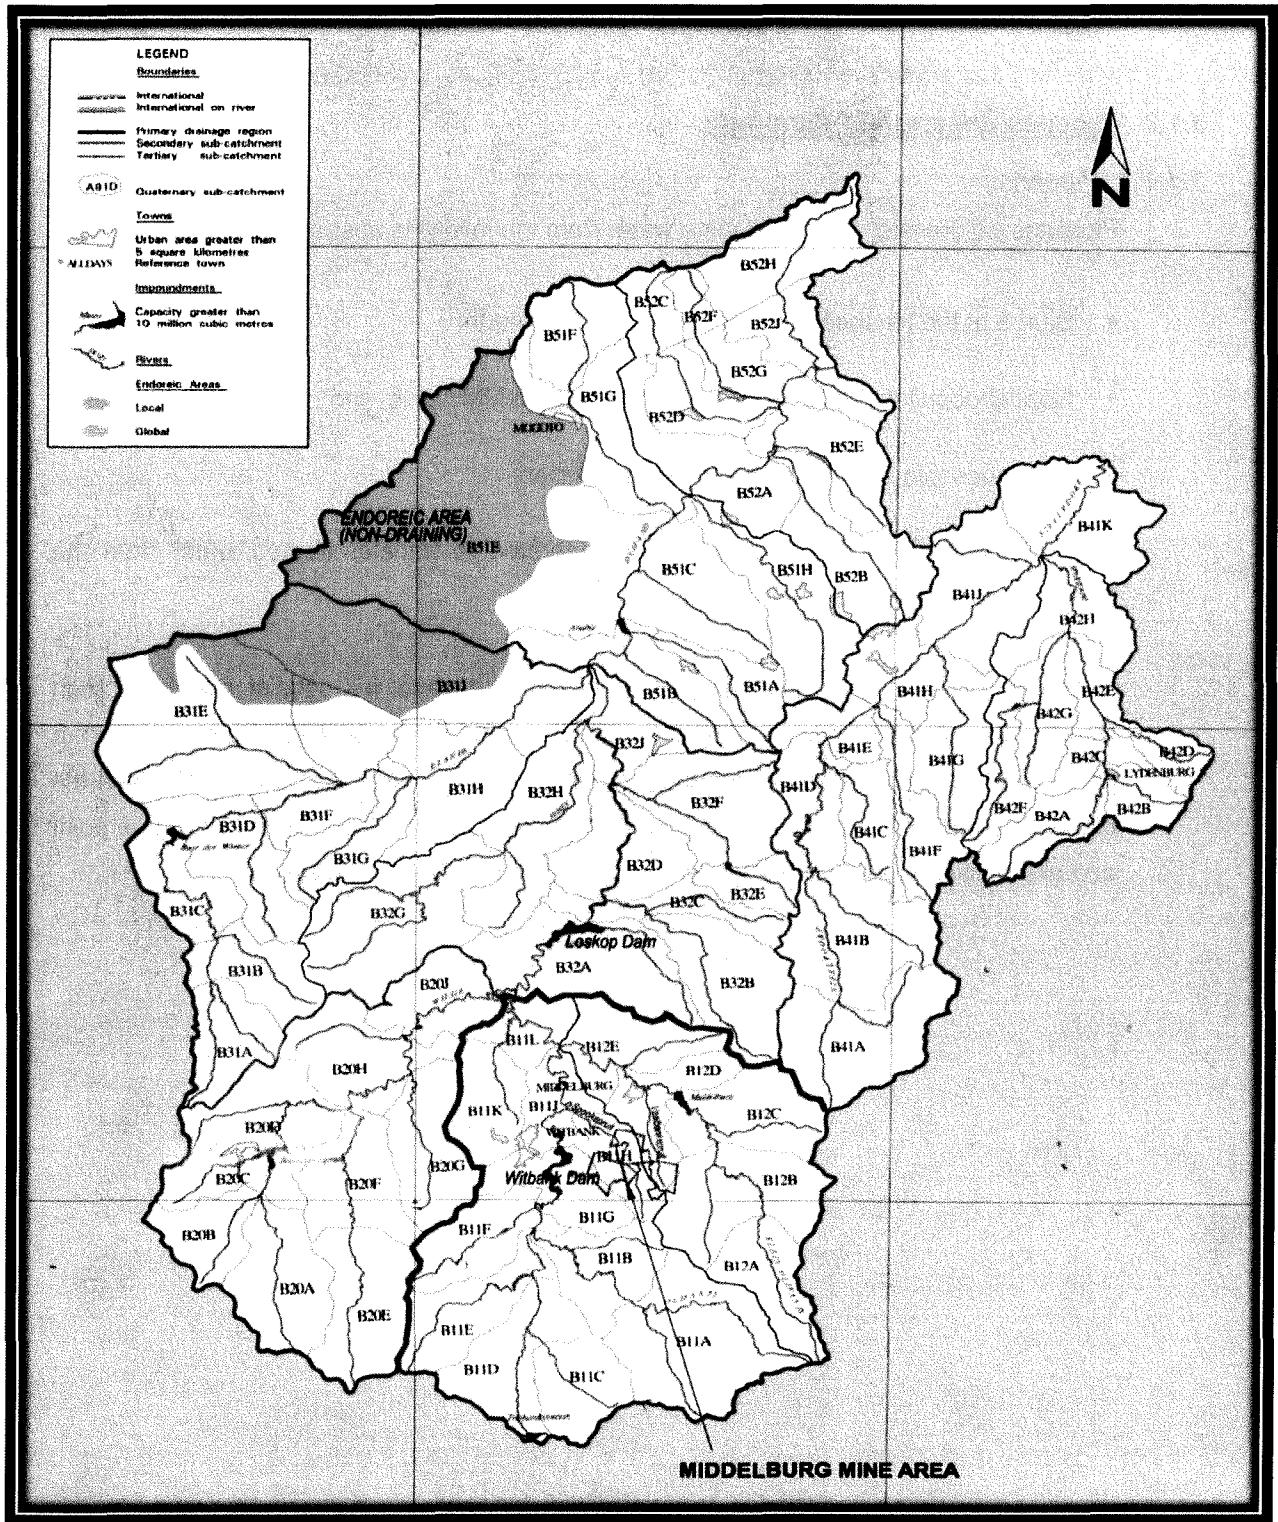 LEGEND
Boundaries
International
International on river
Primary drainage region
Secondary sub-catchment
Tertiary sub-catchment
A91D
Quaternary sub-catchment
Towns
Urban area greater than
5 square kilometres
ALLDAYS Reference town
Impoundments
Capacity greater than
10 million cubic metres
Rivers
Endoreic Areas
Local
Global
N
B52H
B52C
B52F
B52J
B51F
B52G
B51G
B52D
MOGOTO
B52E
B52A
ENDOREIC AREA
(NON-DRAINING)
B51E
B41K
B51C
B51H
B52B
B41J
B42H
B31J
B51B
B51A
B41H
B42E
B31E
B42G
B32J
B41E
B41G
B42C
B42D
LYDENBURG
B31H
B32H
B32F
B41D
B42F
B42A
B42B
B31D
B31F
B41C
B41F
B31G
B32D
B32E
B31C
B32G
B32C
Loskop Dam
B41B
B31B
B32A
B20J
B32B
B31A
B11L
B12E
B41A
B20H
B12D
MIDDELBURG
B11K
B11J
B12C
B20D
WITBANK
B11H
B20C
B20G
B20F
Witbank Dam
B12B
B20B
B11F
B11G
B11B
B12A
B20A
B20E
B11E
B11A
B11D
B11C
MIDDELBURG MINE AREA